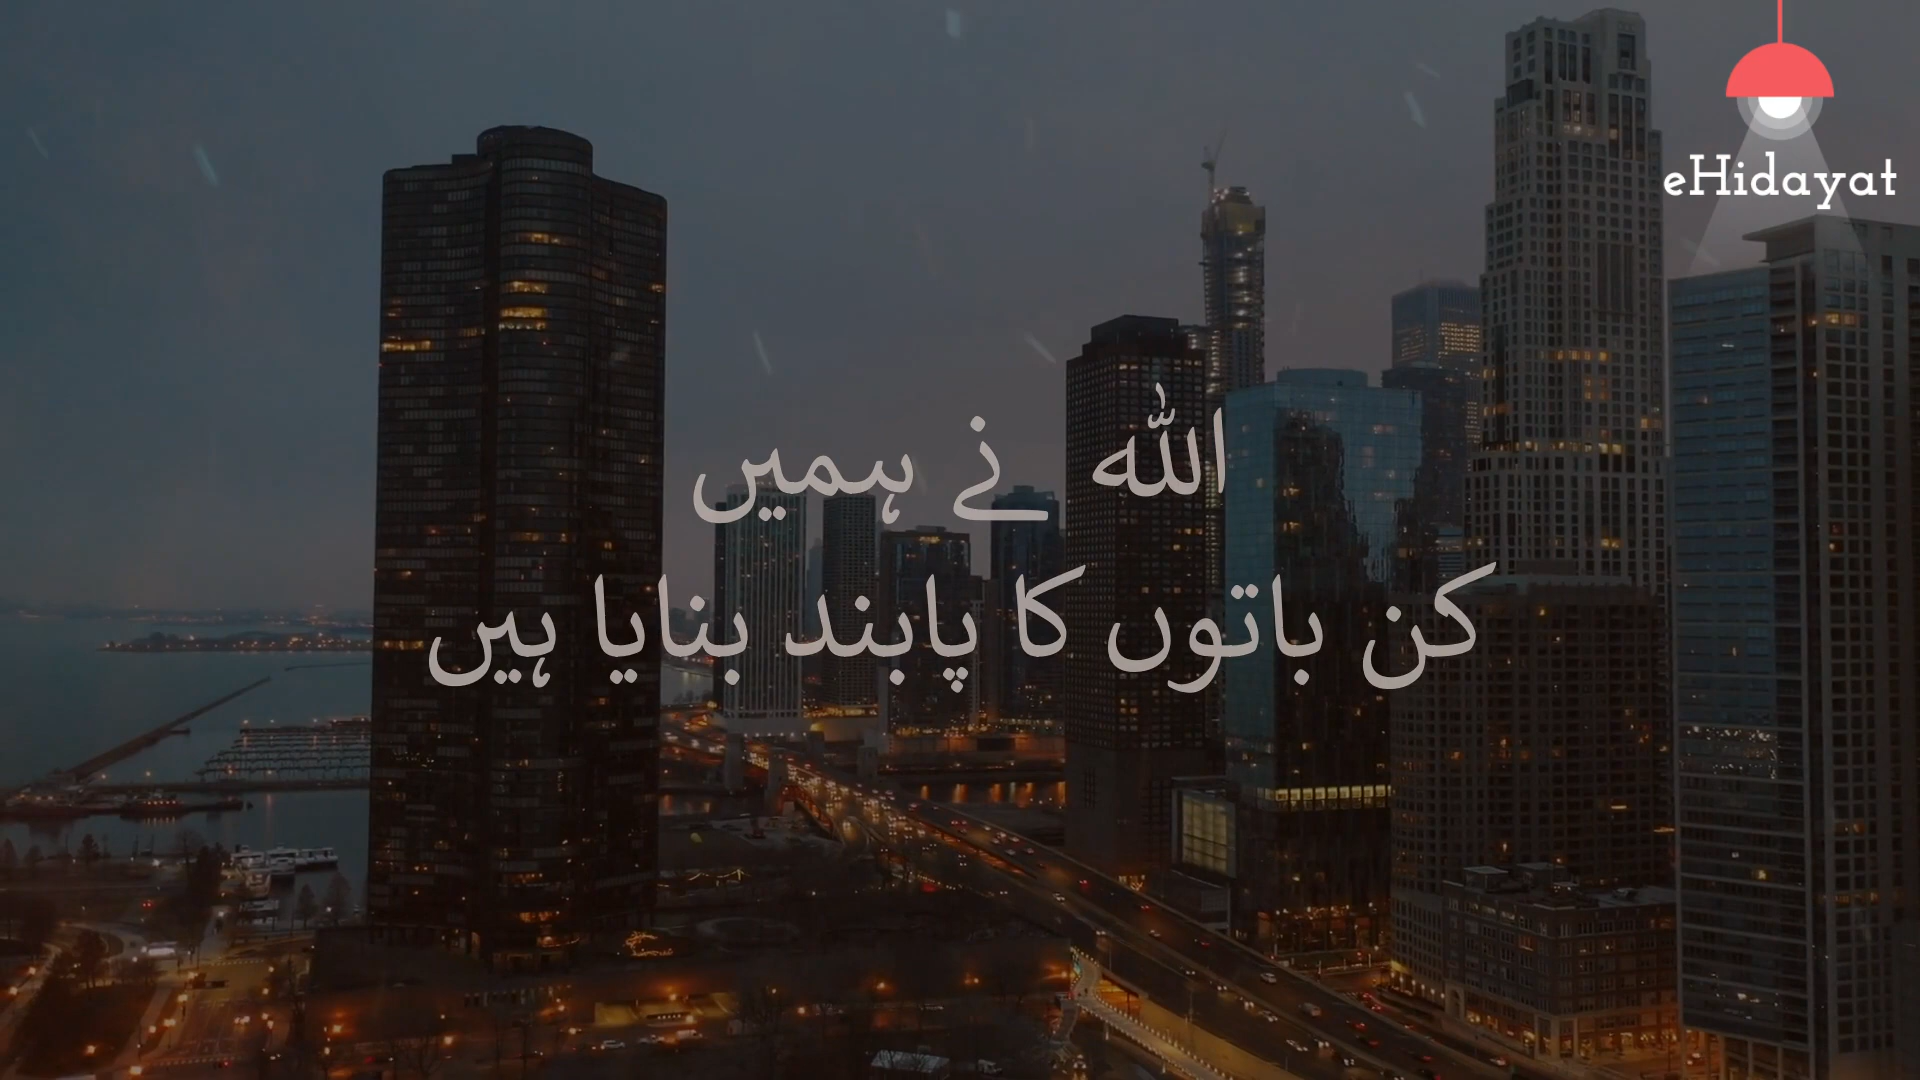 eHidayat
اللہ نے ہمیں
کن باتوں کا پابند بنایا ہیں